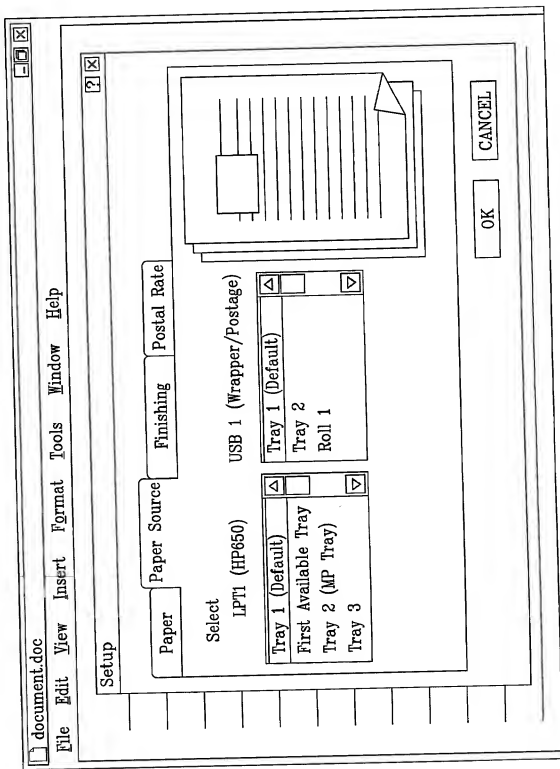 document.doc
File Edit View Insert Format Tools Window Help
Setup
Paper Paper Source Finishing Postal Rate
Select
LPT1 (HP650) USB 1 (Wrapper/Postage)
Tray 1 (Default) Tray 1 (Default)
First Available Tray Tray 2
Tray 2 (MP Tray) Roll 1
Tray 3
OK CANCEL